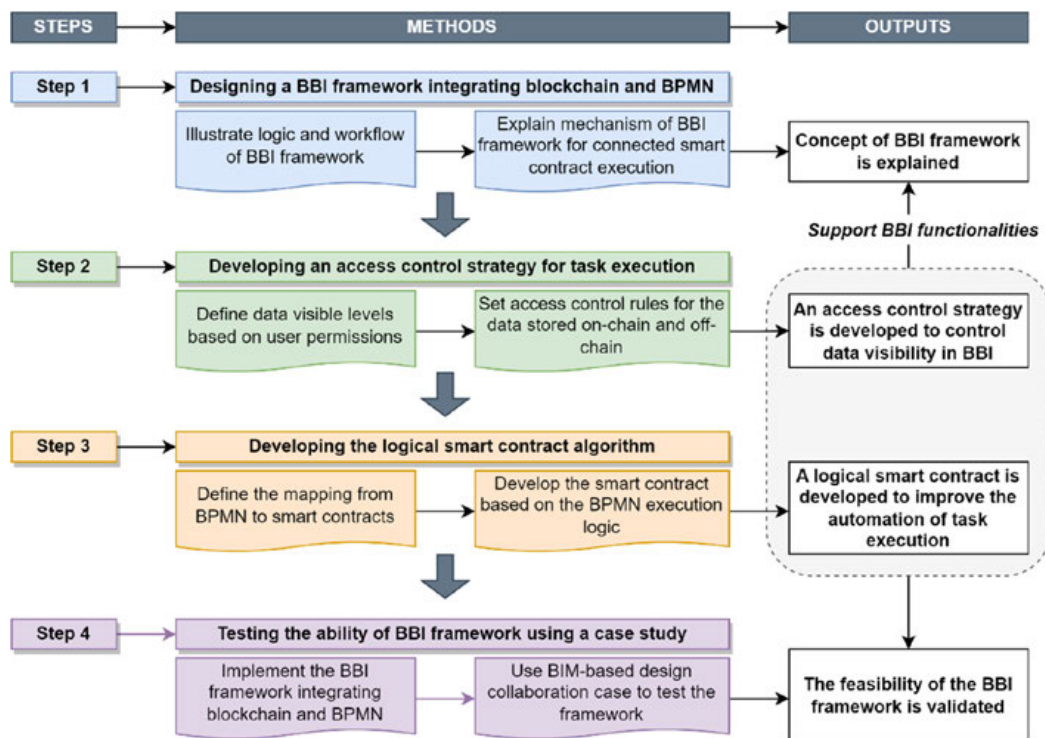 STEPS
METHODS
OUTPUTS
Step 1
Designing a BBI framework integrating blockchain and BPMN
Illustrate logic and workflow
of BBI framework
Explain mechanism of BBI
framework for connected smart
contract execution
Concept of BBI framework
is explained
Support BBI functionalities
Step 2
Developing an access control strategy for task execution
Define data visible levels
based on user permissions
Set access control rules for the
data stored on-chain and off-
chain
An access control strategy
is developed to control
data visibility in BBI
Step 3
Developing the logical smart contract algorithm
Define the mapping from
BPMN to smart contracts
Develop the smart contract
based on the BPMN execution
logic
A logical smart contract is
developed to improve the
automation of task
execution
Step 4
Testing the ability of BBI framework using a case study
Implement the BBI
framework integrating
blockchain and BPMN
Use BIM-based design
collaboration case to test the
framework
The feasibility of the BBI
framework is validated